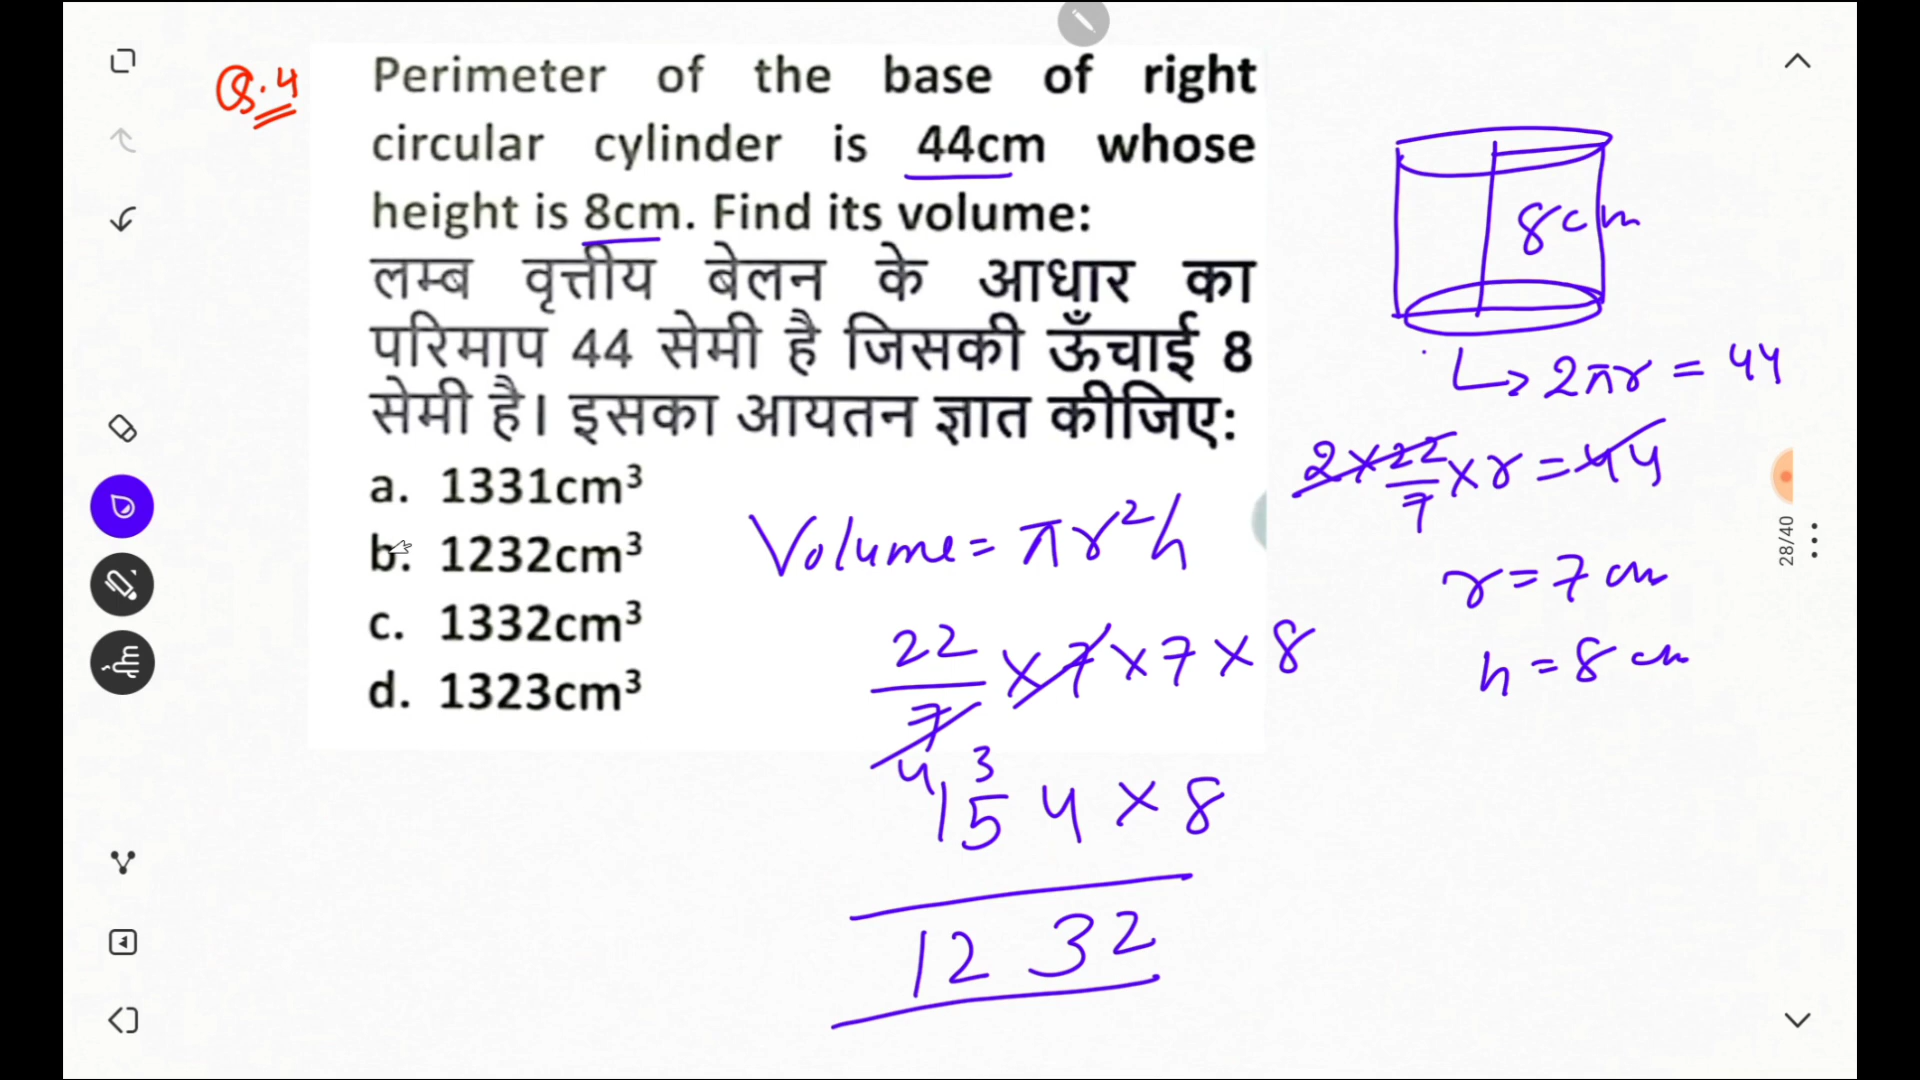 Q.4
Perimeter of the base of right
circular cylinder is 44cm whose
height is 8cm. Find its volume:
लम्ब वृत्तीय बेलन के आधार का
परिमाप 44 सेमी है जिसकी ऊँचाई 8
सेमी है। इसका आयतन ज्ञात कीजिए:
a. 1331cm³
b. 1232cm³
c. 1332cm³
d. 1323cm³
Volume = πr²h
22/7 × 7 × 7 × 8
4 3
154 × 8
1232
8cm
↳ 2πr = 44
2 × 22/7 × r = 44
r = 7 cm
h = 8 cm
28/40